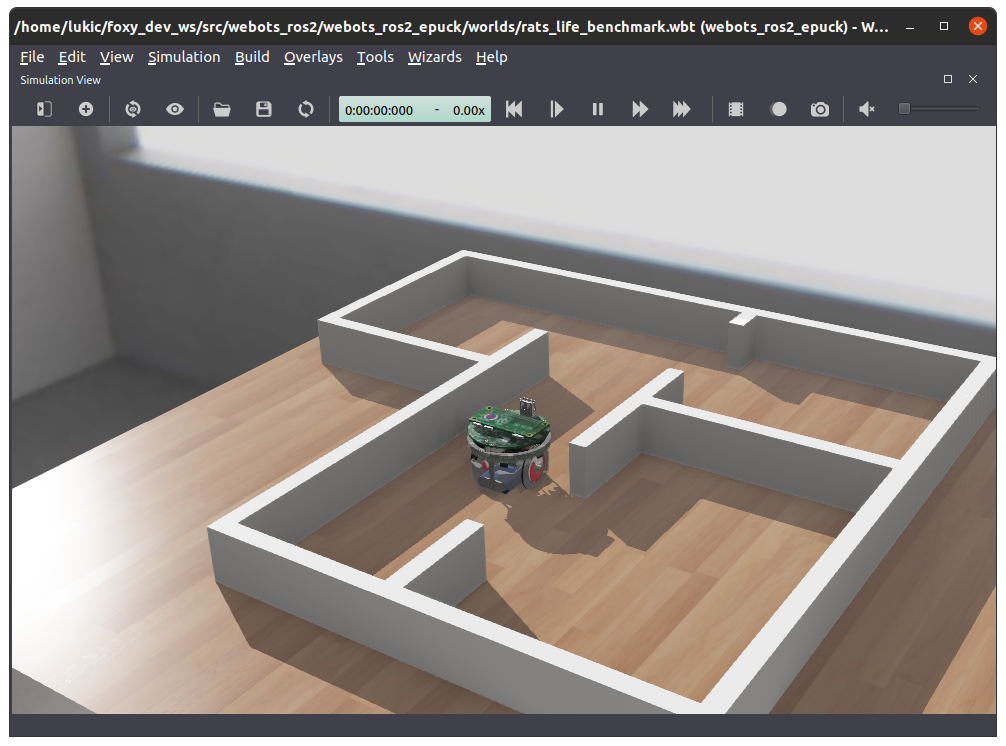 /home/lukic/foxy_dev_ws/src/webots_ros2/webots_ros2_epuck/worlds/rats_life_benchmark.wbt (webots_ros2_epuck) - W...
File Edit View Simulation Build Overlays Tools Wizards Help
Simulation View
0:00:00:000 - 0.00x